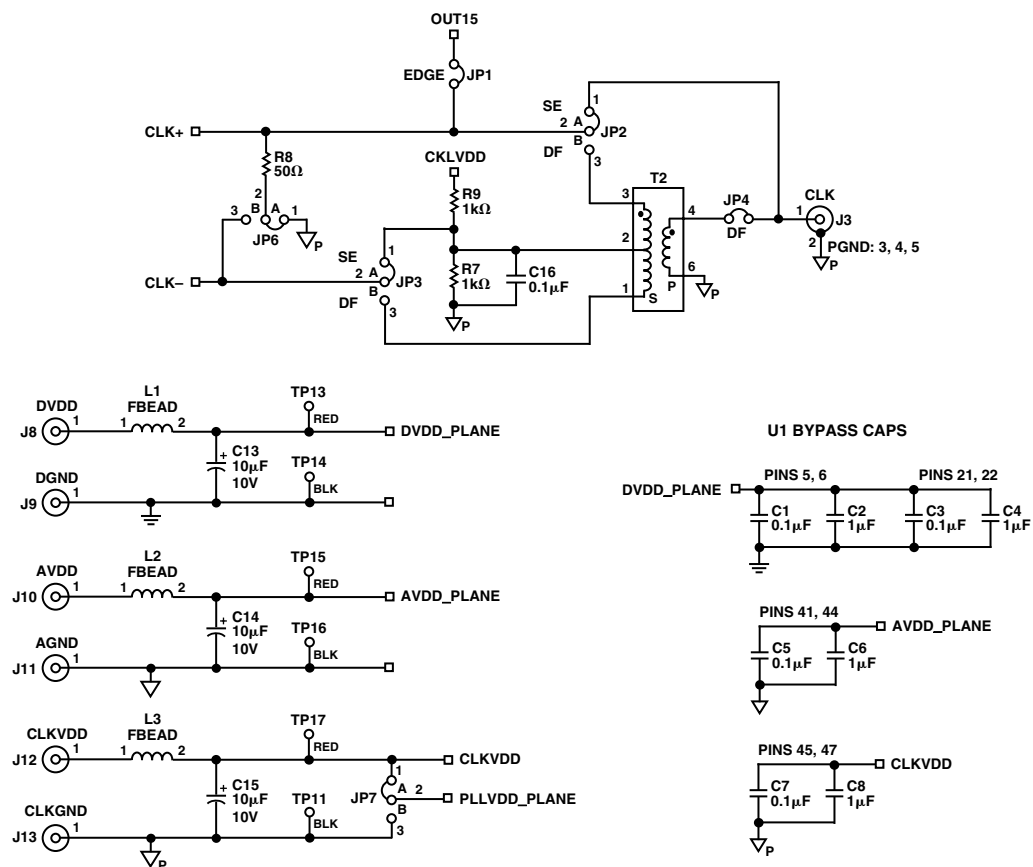 OUT15
EDGE JP1
CLK+
SE
1
2 A
JP2
B
DF
3
R8
50Ω
2
3 B A 1
JP6
P
CKLVDD
R9
1kΩ
T2
3
2
1
S
P
4
6
P
JP4
DF
CLK
1
J3
2
PGND: 3, 4, 5
P
CLK–
SE
1
2 A
JP3
B
DF
3
R7
1kΩ
C16
0.1μF
P
DVDD
J8
1
L1
FBEAD
1 2
TP13
RED
DVDD_PLANE
C13
+
10μF
10V
DGND
J9
1
TP14
BLK
AVDD
J10
1
L2
FBEAD
1 2
TP15
RED
AVDD_PLANE
C14
+
10μF
10V
AGND
J11
1
TP16
BLK
CLKVDD
J12
1
L3
FBEAD
1 2
TP17
RED
CLKVDD
C15
+
10μF
10V
1
A
JP7
2
PLLVDD_PLANE
B
3
CLKGND
J13
1
TP11
BLK
P
U1 BYPASS CAPS
PINS 5, 6
PINS 21, 22
DVDD_PLANE
C1
0.1μF
C2
1μF
C3
0.1μF
C4
1μF
PINS 41, 44
AVDD_PLANE
C5
0.1μF
C6
1μF
PINS 45, 47
CLKVDD
C7
0.1μF
C8
1μF
P